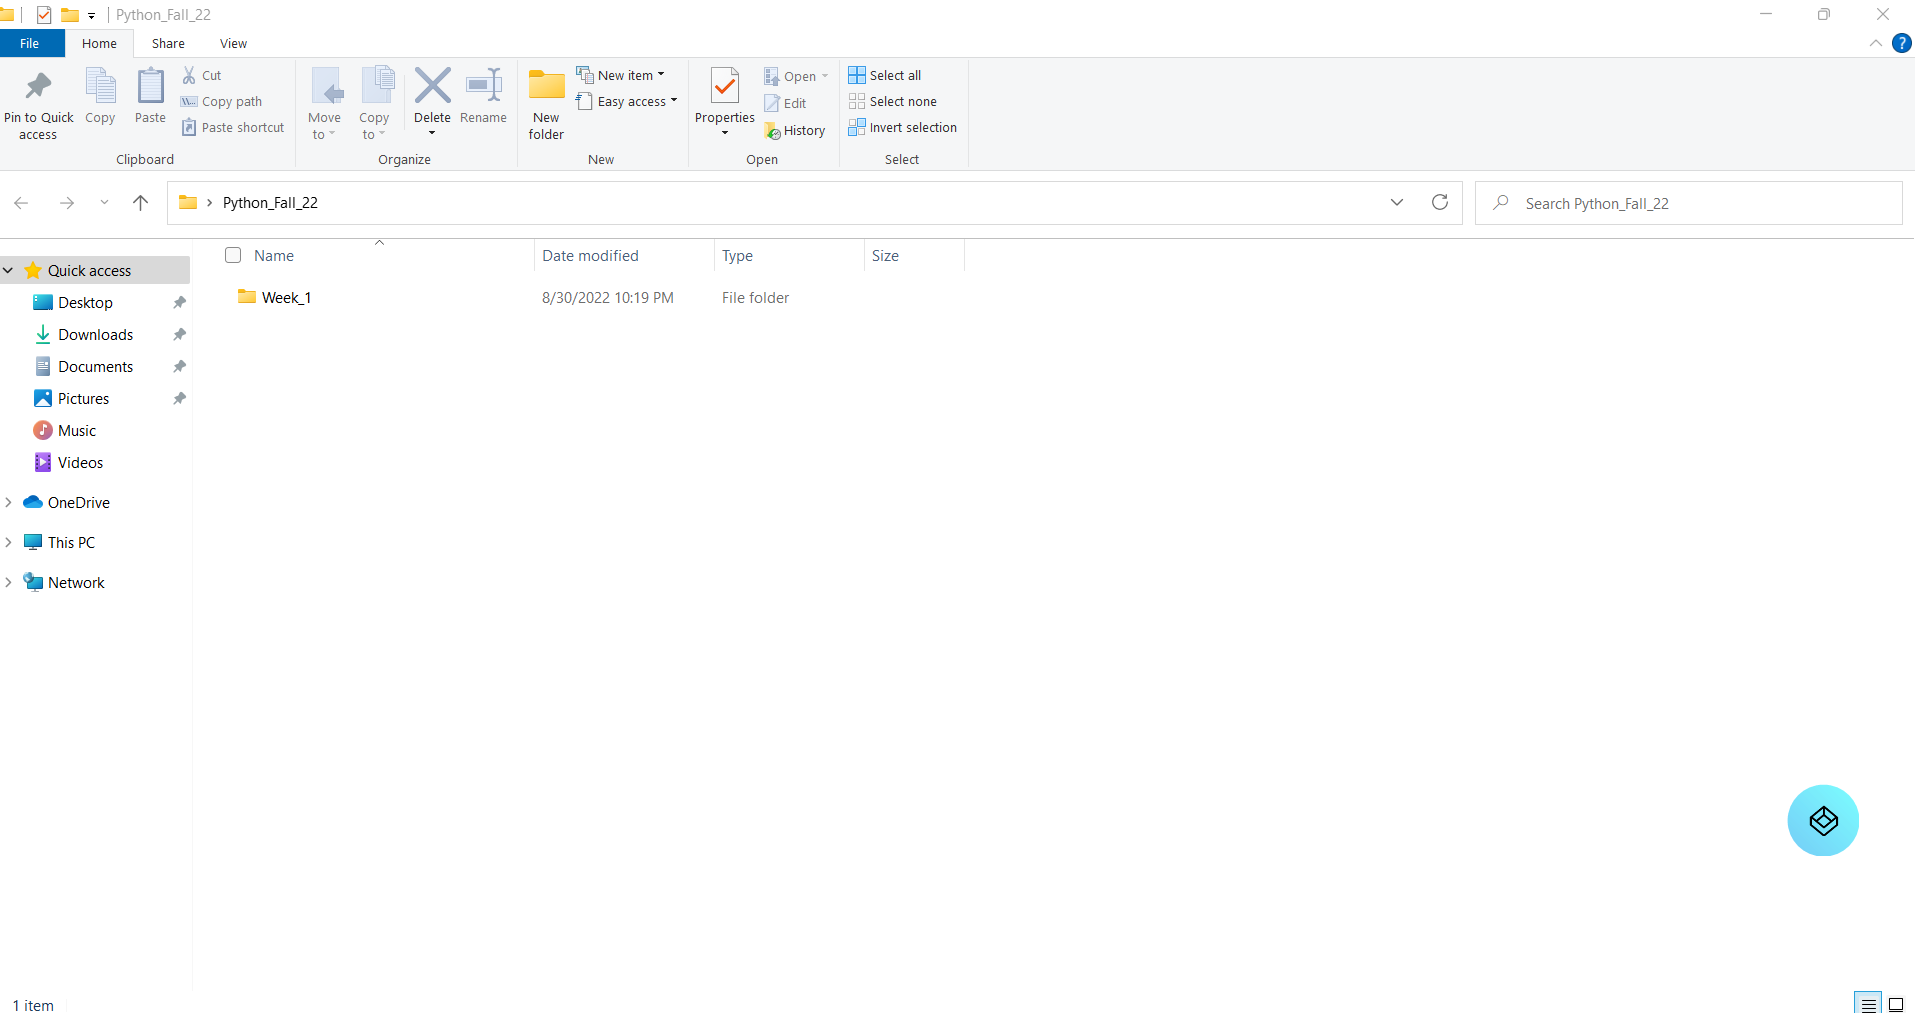 Python_Fall_22
File Home Share View
?
Pin to Quick access
Copy
Paste
Cut
Copy path
Paste shortcut
Clipboard
Move to
Copy to
Delete
Rename
Organize
New folder
New item
Easy access
New
Properties
Open
Edit
History
Open
Select all
Select none
Invert selection
Select
Python_Fall_22
Search Python_Fall_22
Name Date modified Type Size
Week_1 8/30/2022 10:19 PM File folder
Quick access
Desktop
Downloads
Documents
Pictures
Music
Videos
OneDrive
This PC
Network
1 item